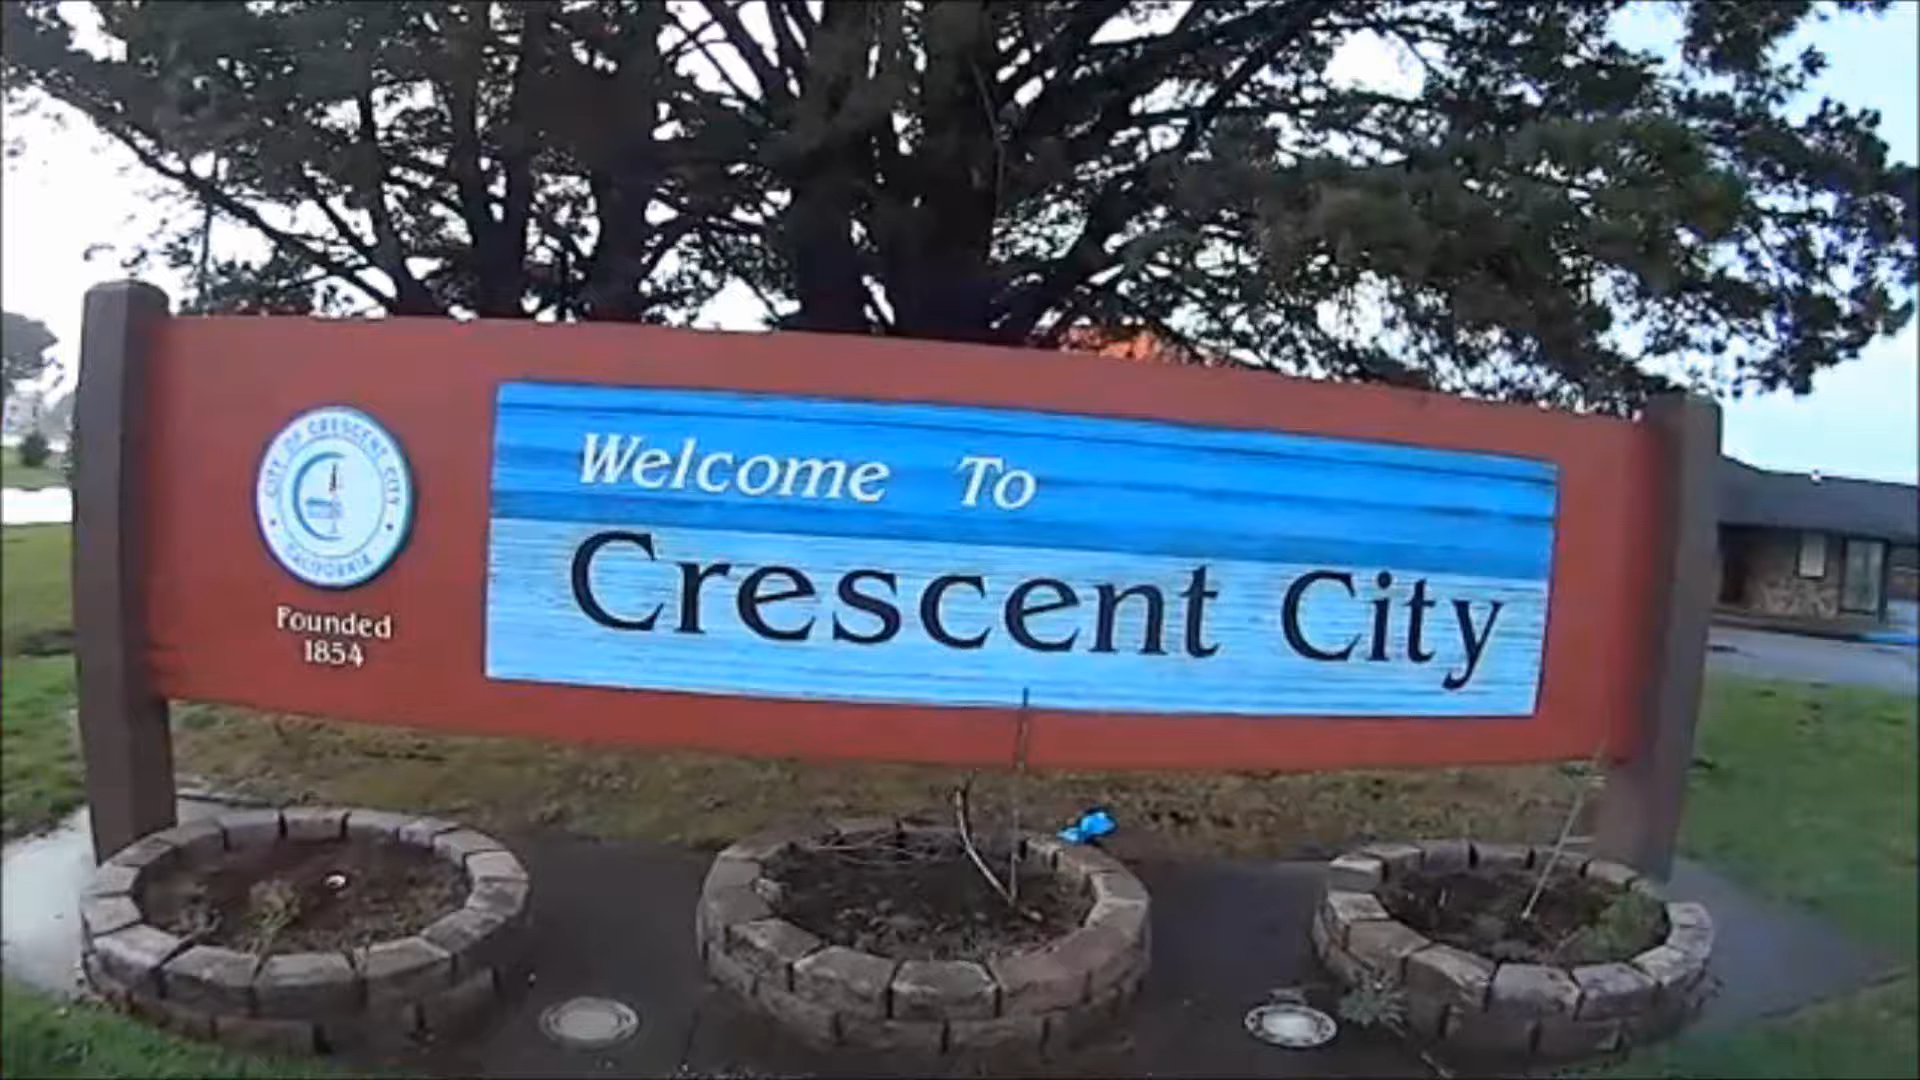 CITY OF CRESCENT CITY
CALIFORNIA
Founded
1854
Welcome To
Crescent City